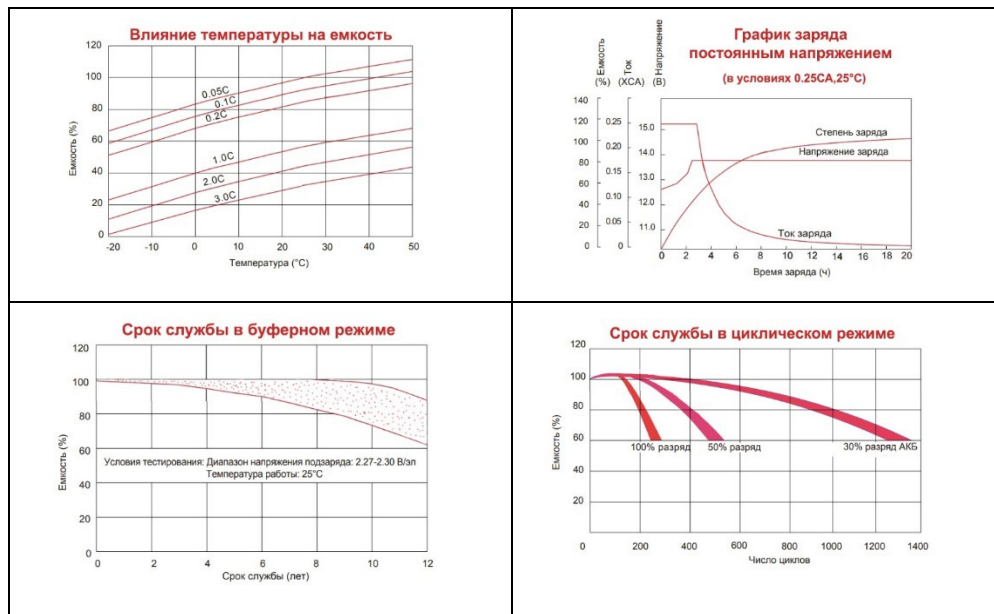 Влияние температуры на емкость
120
100
80
60
40
20
0
Емкость (%)
0.05C
0.1C
0.2C
1.0C
2.0C
3.0C
-20 -10 0 10 20 30 40 50
Температура (°C)
График заряда
постоянным напряжением
(в условиях 0.25CA,25°C)
Емкость
(%)
Ток
(XCA)
Напряжение
(В)
140
120
100
80
60
40
20
0
0.25
0.20
0.15
0.10
0.05
0
15.0
14.0
13.0
12.0
11.0
Степень заряда
Напряжение заряда
Ток заряда
0 2 4 6 8 10 12 14 16 18 20
Время заряда (ч)
Срок службы в буферном режиме
120
100
80
60
40
20
0
Емкость (%)
Условия тестирования: Диапазон напряжения подзаряда: 2.27-2.30 В/эл
Температура работы: 25°C
0 2 4 6 8 10 12
Срок службы (лет)
Срок службы в циклическом режиме
120
100
80
60
40
20
0
Емкость (%)
100% разряд
50% разряд
30% разряд АКБ
200 400 600 800 1000 1200 1400
Число циклов